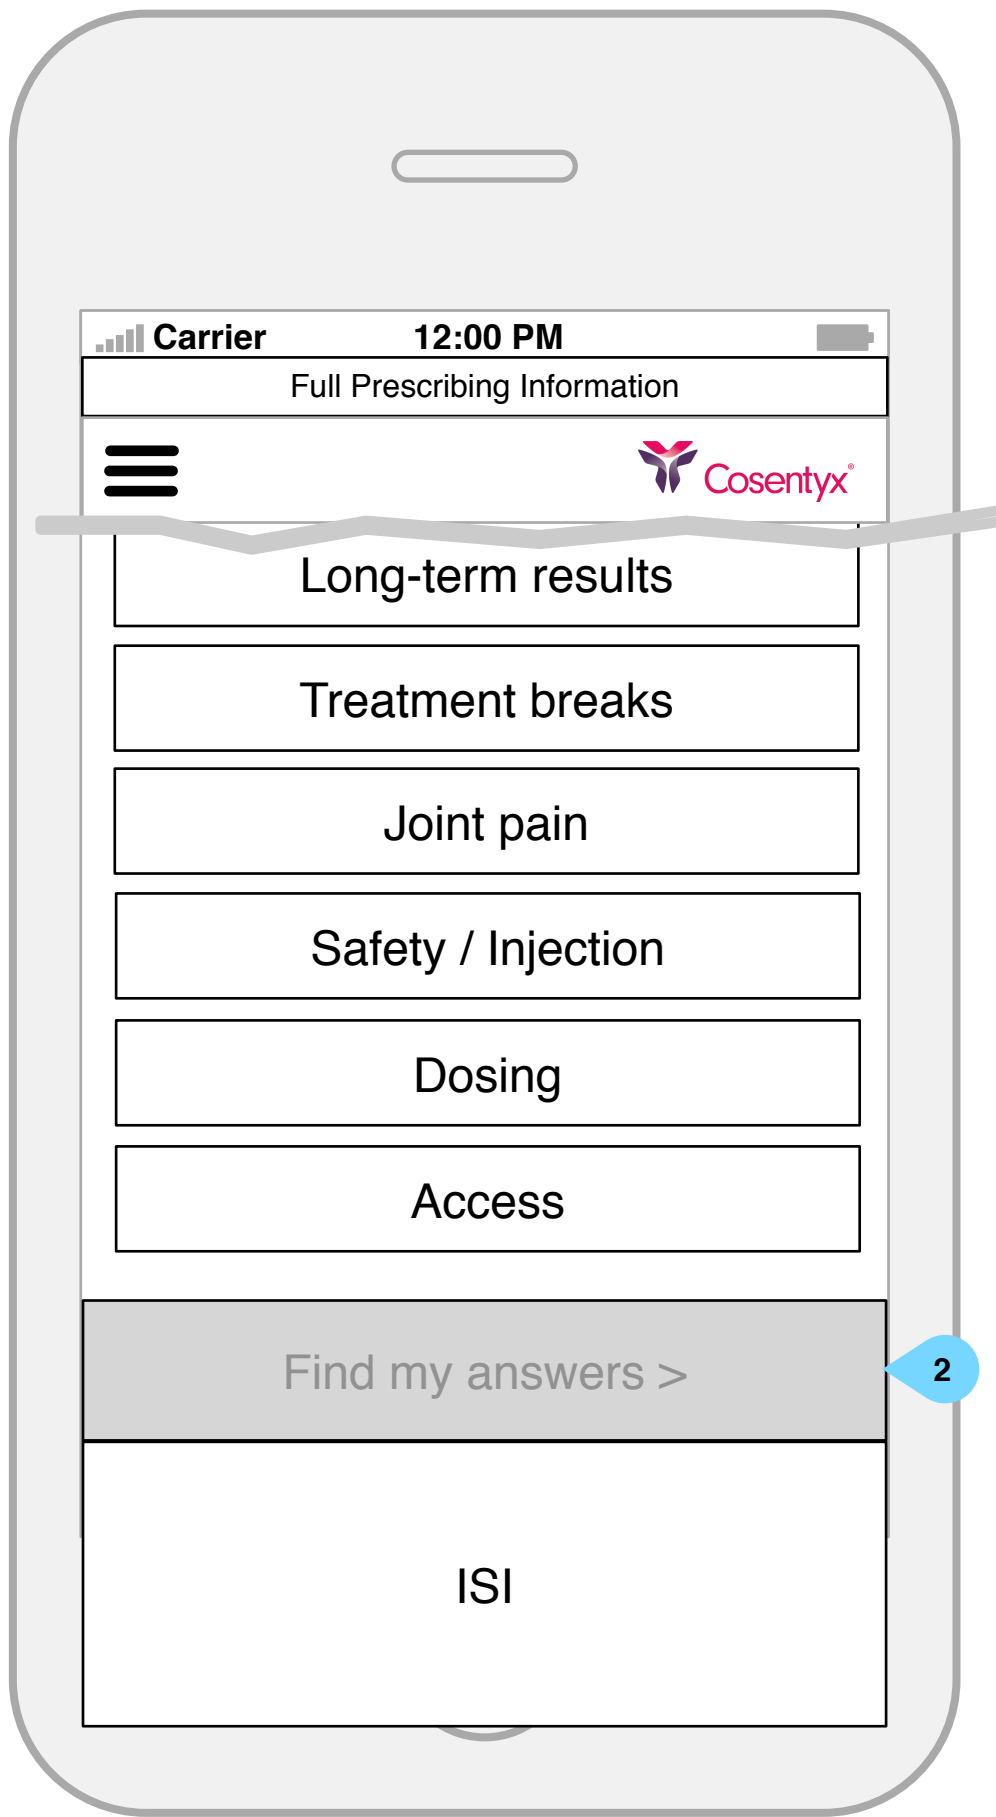 Carrier 12:00 PM
Full Prescribing Information
Cosentyx®
Long-term results
Treatment breaks
Joint pain
Safety / Injection
Dosing
Access
Find my answers >
2
ISI